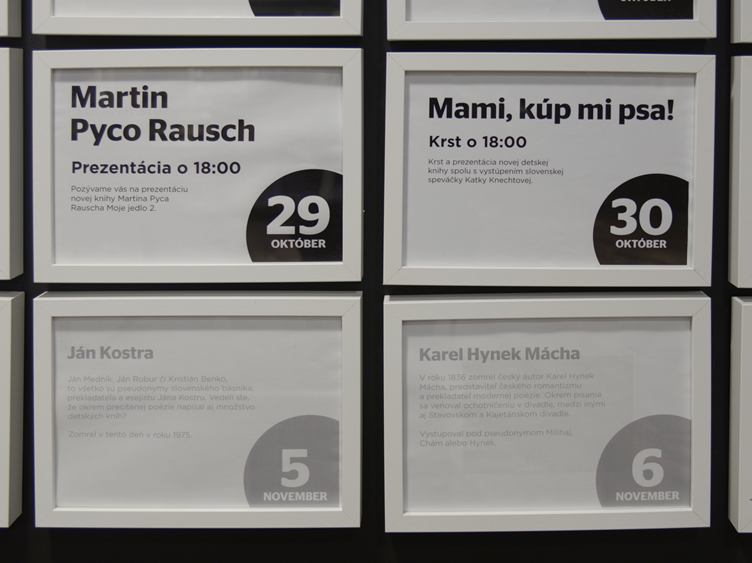 OKTÓBER
Martin
Pyco Rausch
Prezentácia o 18:00
Pozývame vás na prezentáciu
novej knihy Martina Pyca
Rauscha Moje jedlo 2.
29
OKTÓBER
Mami, kúp mi psa!
Krst o 18:00
Krst a prezentácia novej detskej
knihy spolu s vystúpením slovenskej
speváčky Katky Knechtovej.
30
OKTÓBER
Ján Kostra
Ján Medník, Ján Robur či Kristián Benko,
to všetko sú pseudonymy slovenského básnika,
prekladateľa a esejistu Jána Kostru. Vedeli ste,
že okrem precítenej poézie napísal aj množstvo
detských kníh?
Zomrel v tento deň v roku 1975.
5
NOVEMBER
Karel Hynek Mácha
V roku 1836 zomrel český autor Karel Hynek
Mácha, predstaviteľ českého romantizmu
a prekladateľ modernej poézie. Okrem písania
sa venoval ochotníčeniu v divadle, medzi inými
aj Stavovskom a Kajetánskom divadle.
Vystupoval pod pseudonymom Milihaj,
Chám alebo Hynek.
6
NOVEMBER